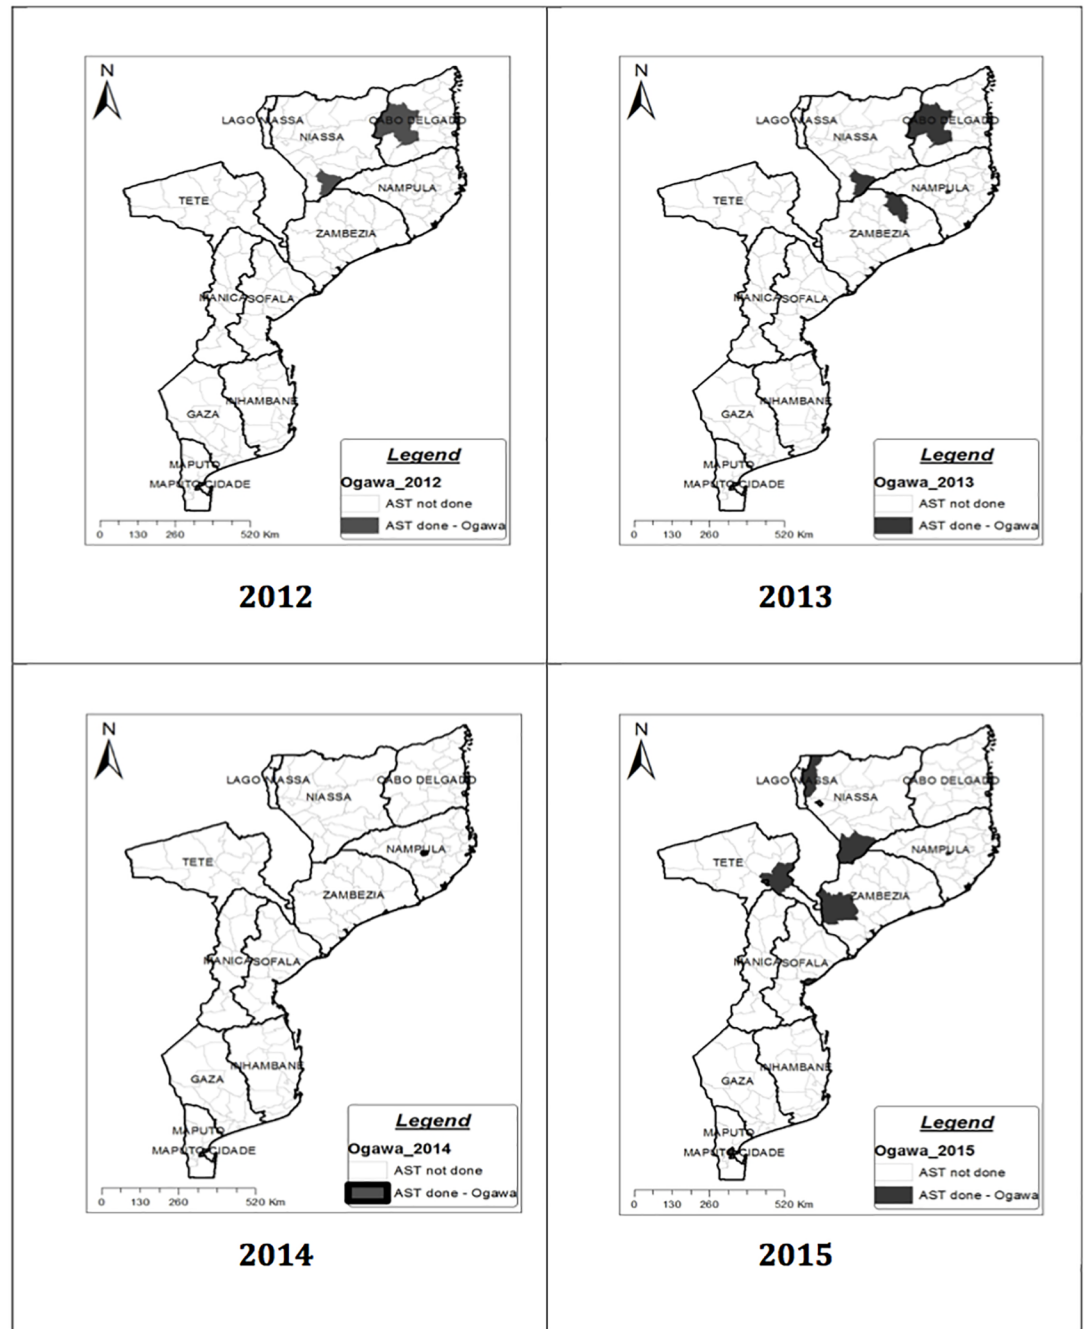 N
LAGO NIASSA
CABO DELGADO
NIASSA
NAMPULA
TETE
ZAMBEZIA
MANICA
SOFALA
INHAMBANE
GAZA
MAPUTO
MAPUTO CIDADE
Legend
Ogawa_2012
AST not done
AST done - Ogawa
0 130 260 520 Km
2012
N
LAGO NIASSA
CABO DELGADO
NIASSA
NAMPULA
TETE
ZAMBEZIA
MANICA
SOFALA
INHAMBANE
GAZA
MAPUTO
MAPUTO CIDADE
Legend
Ogawa_2013
AST not done
AST done - Ogawa
0 130 260 520 Km
2013
N
LAGO NIASSA
CABO DELGADO
NIASSA
NAMPULA
TETE
ZAMBEZIA
MANICA
SOFALA
INHAMBANE
GAZA
MAPUTO
MAPUTO CIDADE
Legend
Ogawa_2014
AST not done
AST done - Ogawa
0 130 260 520 Km
2014
N
LAGO NIASSA
CABO DELGADO
NIASSA
NAMPULA
TETE
ZAMBEZIA
MANICA
SOFALA
INHAMBANE
GAZA
MAPUTO
MAPUTO CIDADE
Legend
Ogawa_2015
AST not done
AST done - Ogawa
0 130 260 520 Km
2015